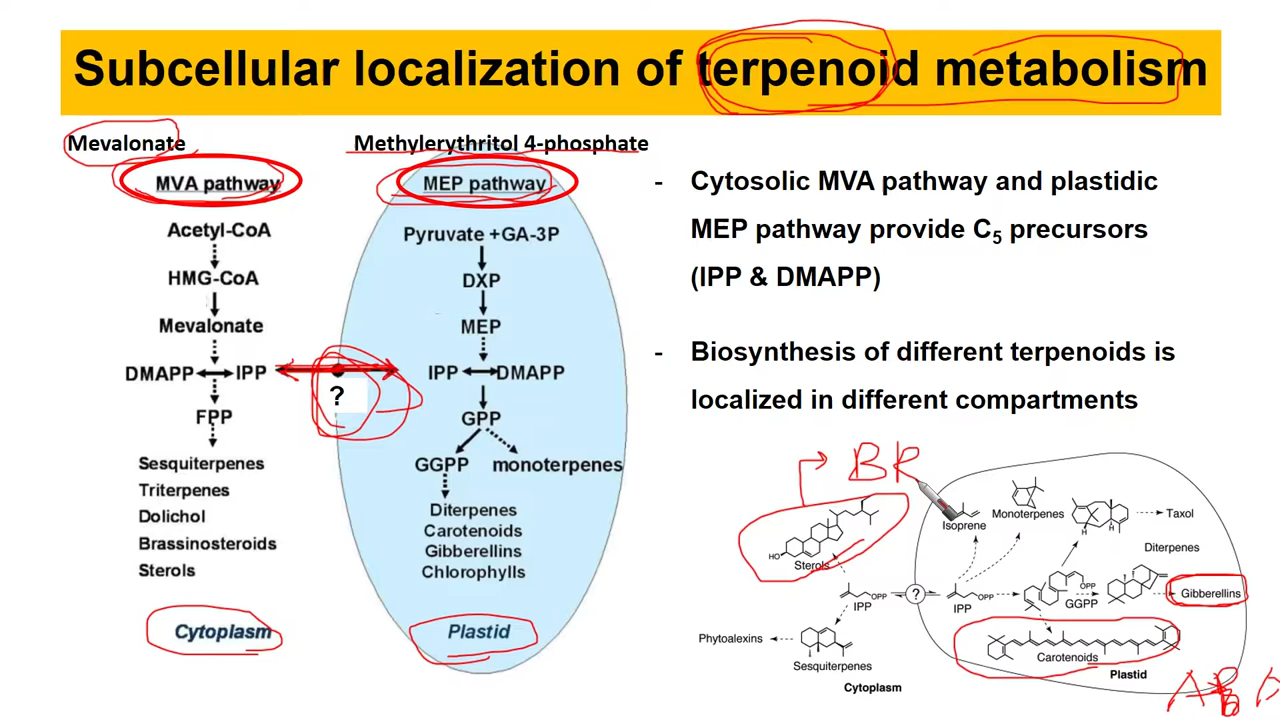 Subcellular localization of terpenoid metabolism
Mevalonate
MVA pathway
Acetyl-CoA
HMG-CoA
Mevalonate
DMAPP
IPP
FPP
Sesquiterpenes
Triterpenes
Dolichol
Brassinosteroids
Sterols
Cytoplasm
?
Methylerythritol 4-phosphate
MEP pathway
Pyruvate +GA-3P
DXP
MEP
IPP
DMAPP
GPP
GGPP
monoterpenes
Diterpenes
Carotenoids
Gibberellins
Chlorophylls
Plastid
- Cytosolic MVA pathway and plastidic
MEP pathway provide C5 precursors
(IPP & DMAPP)
- Biosynthesis of different terpenoids is
localized in different compartments
BR
HO
Sterols
OPP
IPP
Phytoalexins
Sesquiterpenes
Cytoplasm
?
Isoprene
Monoterpenes
H
H
Taxol
Diterpenes
OPP
IPP
OPP
GGPP
Gibberellins
Carotenoids
Plastid